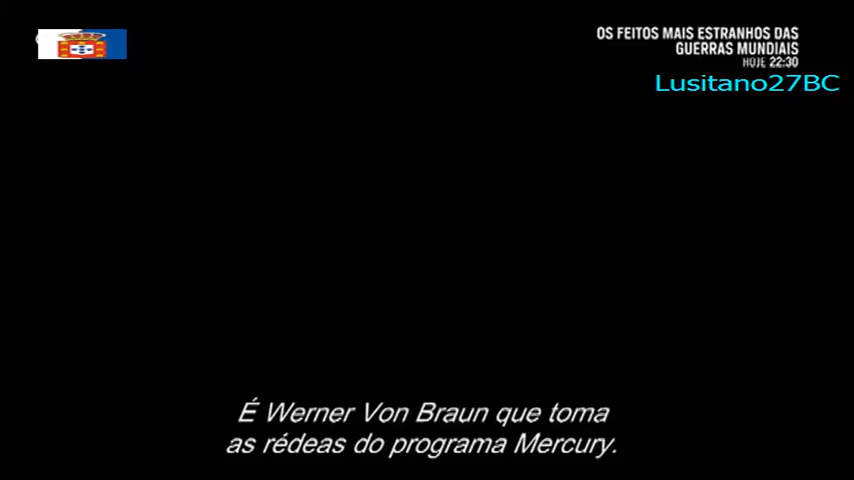 OS FEITOS MAIS ESTRANHOS DAS
GUERRAS MUNDIAIS
HOJE 22:30
Lusitano27BC
É Werner Von Braun que toma
as rédeas do programa Mercury.